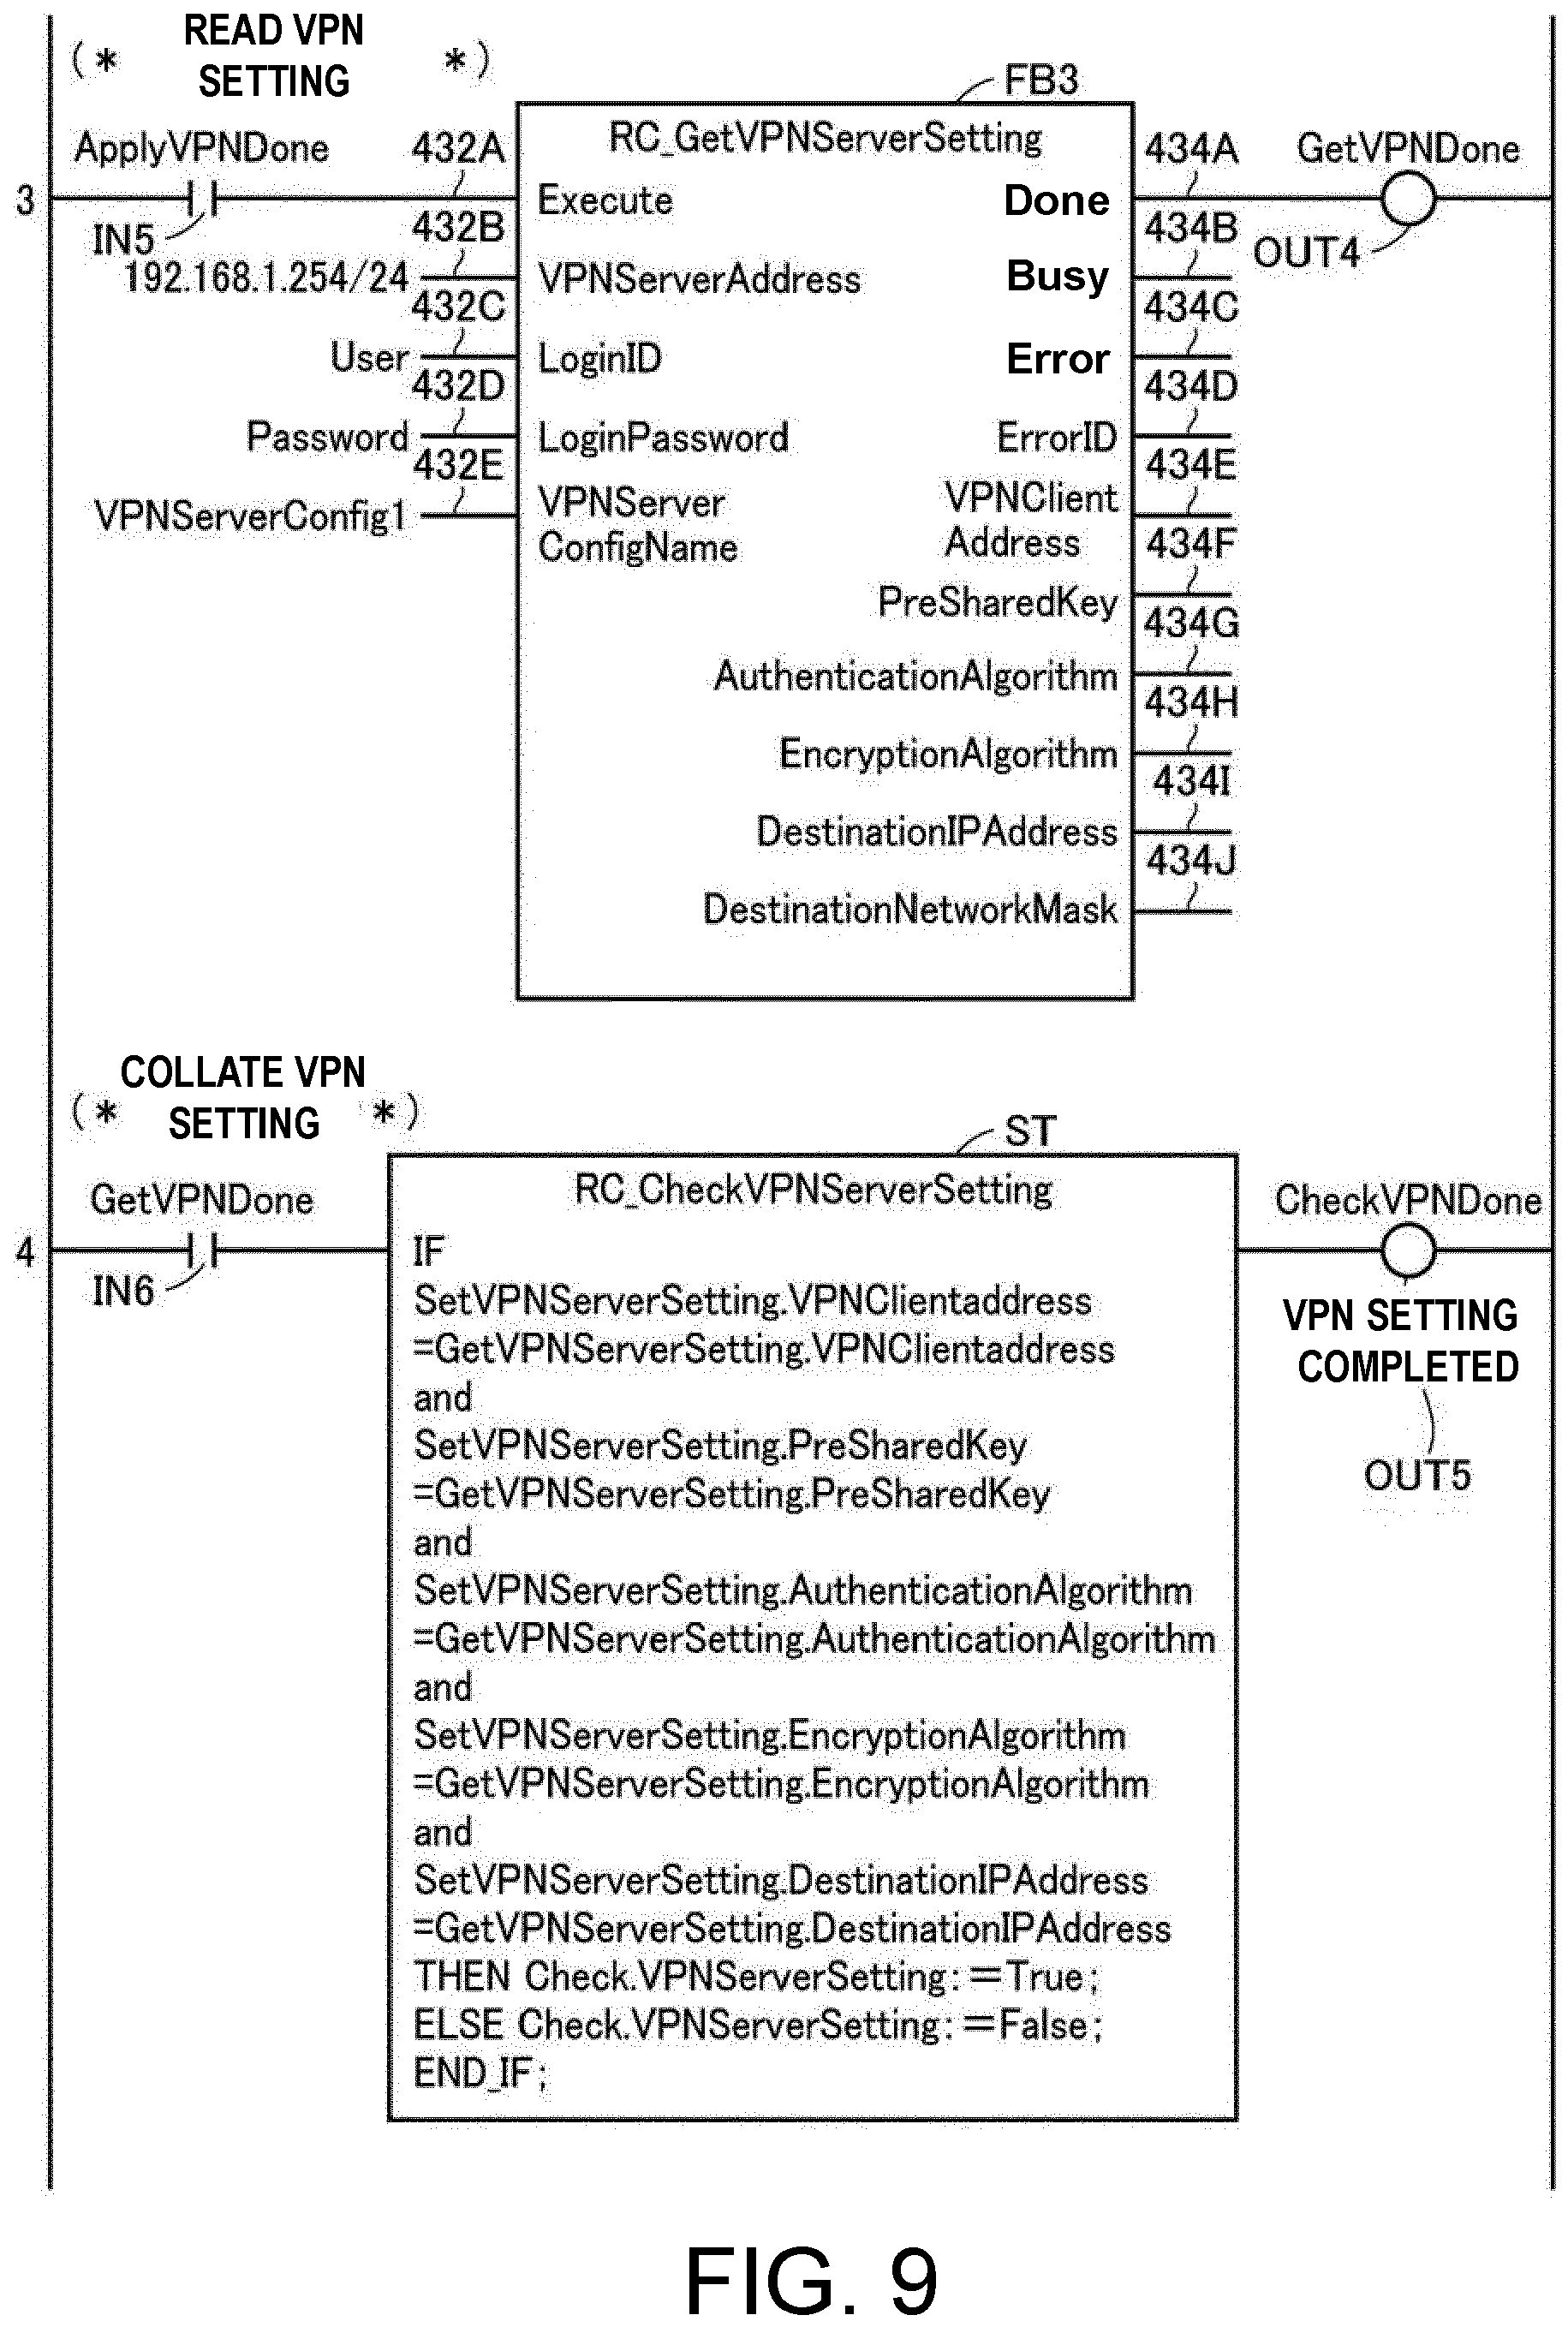 READ VPN
(* SETTING *)
FB3
ApplyVPNDone 432A RC_GetVPNServerSetting 434A GetVPNDone
3 Execute Done
IN5 432B 434B OUT4
192.168.1.254/24 VPNServerAddress Busy
432C 434C
User LoginID Error
432D 434D
Password LoginPassword ErrorID
432E 434E
VPNServerConfig1 VPNServer VPNClient
ConfigName Address 434F
PreSharedKey
434G
AuthenticationAlgorithm
434H
EncryptionAlgorithm
434I
DestinationIPAddress
434J
DestinationNetworkMask
COLLATE VPN
(* SETTING *)
ST
GetVPNDone RC_CheckVPNServerSetting CheckVPNDone
4 IF
IN6
SetVPNServerSetting.VPNClientaddress
=GetVPNServerSetting.VPNClientaddress
and
SetVPNServerSetting.PreSharedKey
=GetVPNServerSetting.PreSharedKey
and
SetVPNServerSetting.AuthenticationAlgorithm
=GetVPNServerSetting.AuthenticationAlgorithm
and
SetVPNServerSetting.EncryptionAlgorithm
=GetVPNServerSetting.EncryptionAlgorithm
and
SetVPNServerSetting.DestinationIPAddress
=GetVPNServerSetting.DestinationIPAddress
THEN Check.VPNServerSetting:=True;
ELSE Check.VPNServerSetting:=False;
END_IF;
VPN SETTING
COMPLETED
OUT5
FIG. 9